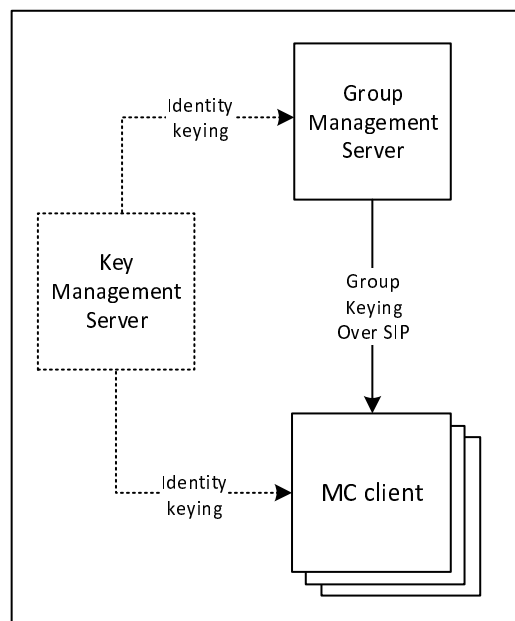 Identity
keying
Group
Management
Server
Key
Management
Server
Group
Keying
Over SIP
Identity
keying
MC client